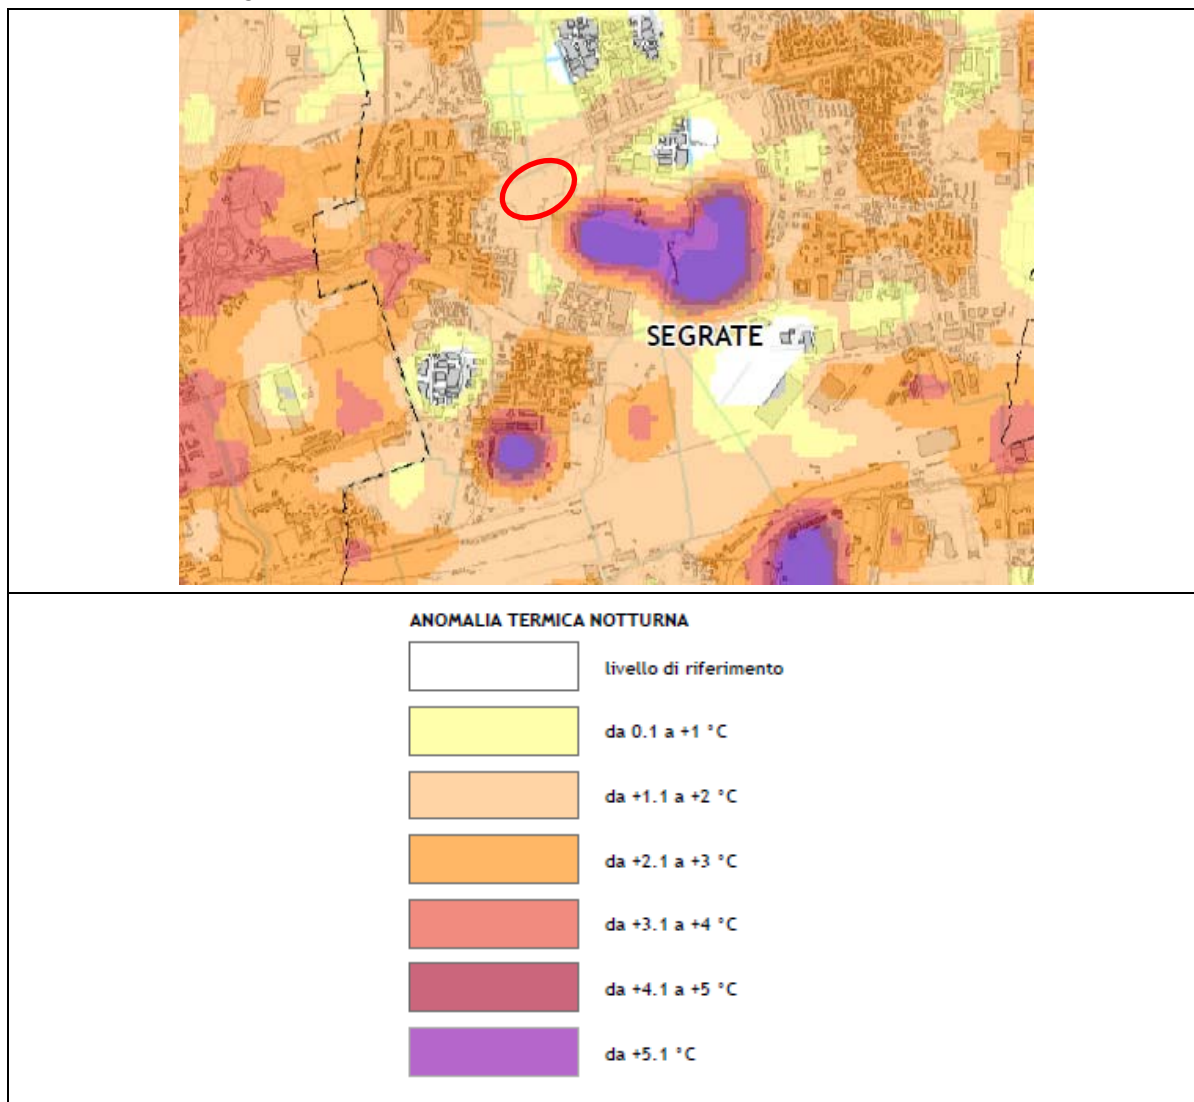 SEGRATE
ANOMALIA TERMICA NOTTURNA
livello di riferimento
da 0.1 a +1 °C
da +1.1 a +2 °C
da +2.1 a +3 °C
da +3.1 a +4 °C
da +4.1 a +5 °C
da +5.1 °C